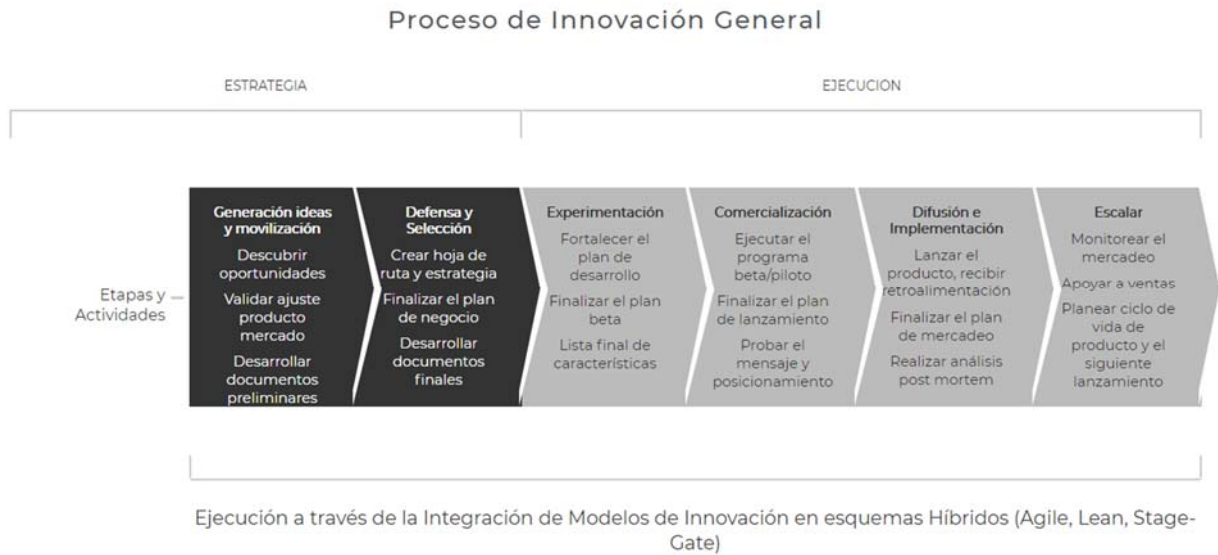 Proceso de Innovación General
ESTRATEGIA
EJECUCION
Etapas y
Actividades
Generación ideas
y movilización
Descubrir
oportunidades
Validar ajuste
producto
mercado
Desarrollar
documentos
preliminares
Defensa y
Selección
Crear hoja de
ruta y estrategia
Finalizar el plan
de negocio
Desarrollar
documentos
finales
Experimentación
Fortalecer el
plan de
desarrollo
Finalizar el plan
beta
Lista final de
características
Comercialización
Ejecutar el
programa
beta/piloto
Finalizar el plan
de lanzamiento
Probar el
mensaje y
posicionamiento
Difusión e
Implementación
Lanzar el
producto, recibir
retroalimentación
Finalizar el plan
de mercadeo
Realizar análisis
post mortem
Escalar
Monitorear el
mercadeo
Apoyar a ventas
Planear ciclo de
vida de
producto y el
siguiente
lanzamiento
Ejecución a través de la Integración de Modelos de Innovación en esquemas Híbridos (Agile, Lean, Stage-
Gate)